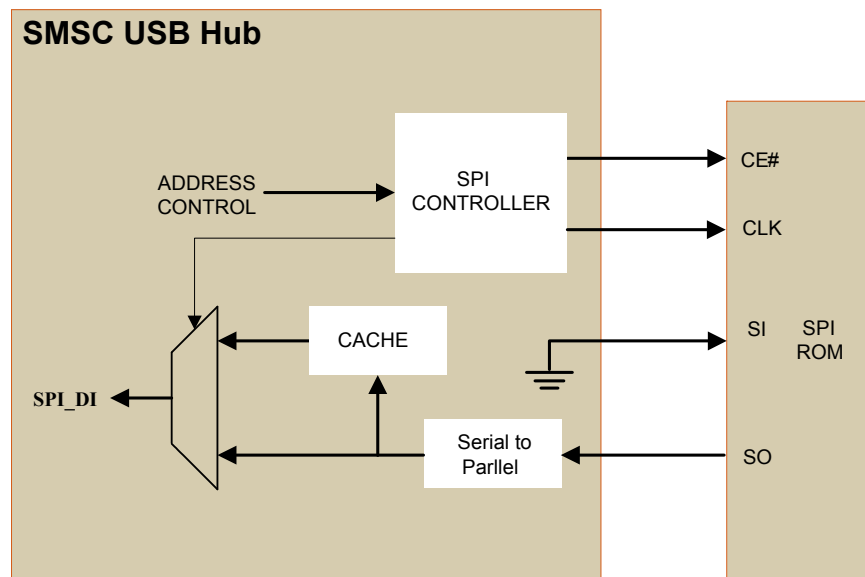 SMSC USB Hub
ADDRESS
CONTROL
SPI
CONTROLLER
CE#
CLK
SI
SPI
ROM
CACHE
SPI_DI
Serial to
Parllel
SO